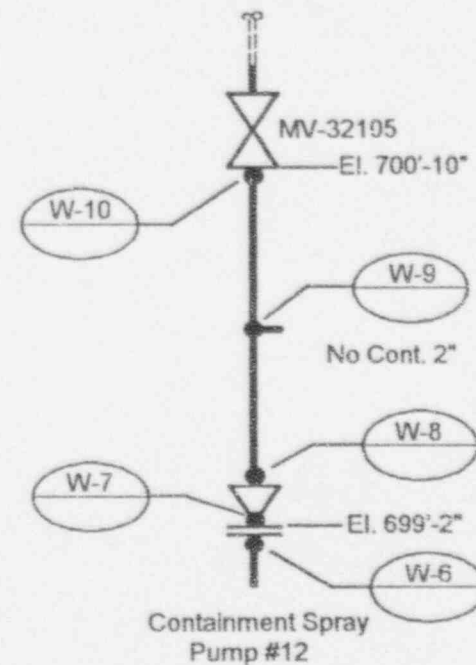 MV-32105
El. 700'-10"
W-10
W-9
No Cont. 2"
W-8
W-7
El. 699'-2"
W-6
Containment Spray
Pump #12